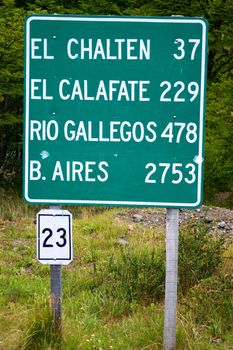 EL CHALTEN 37
EL CALAFATE 229
RIO GALLEGOS 478
B. AIRES 2753
23